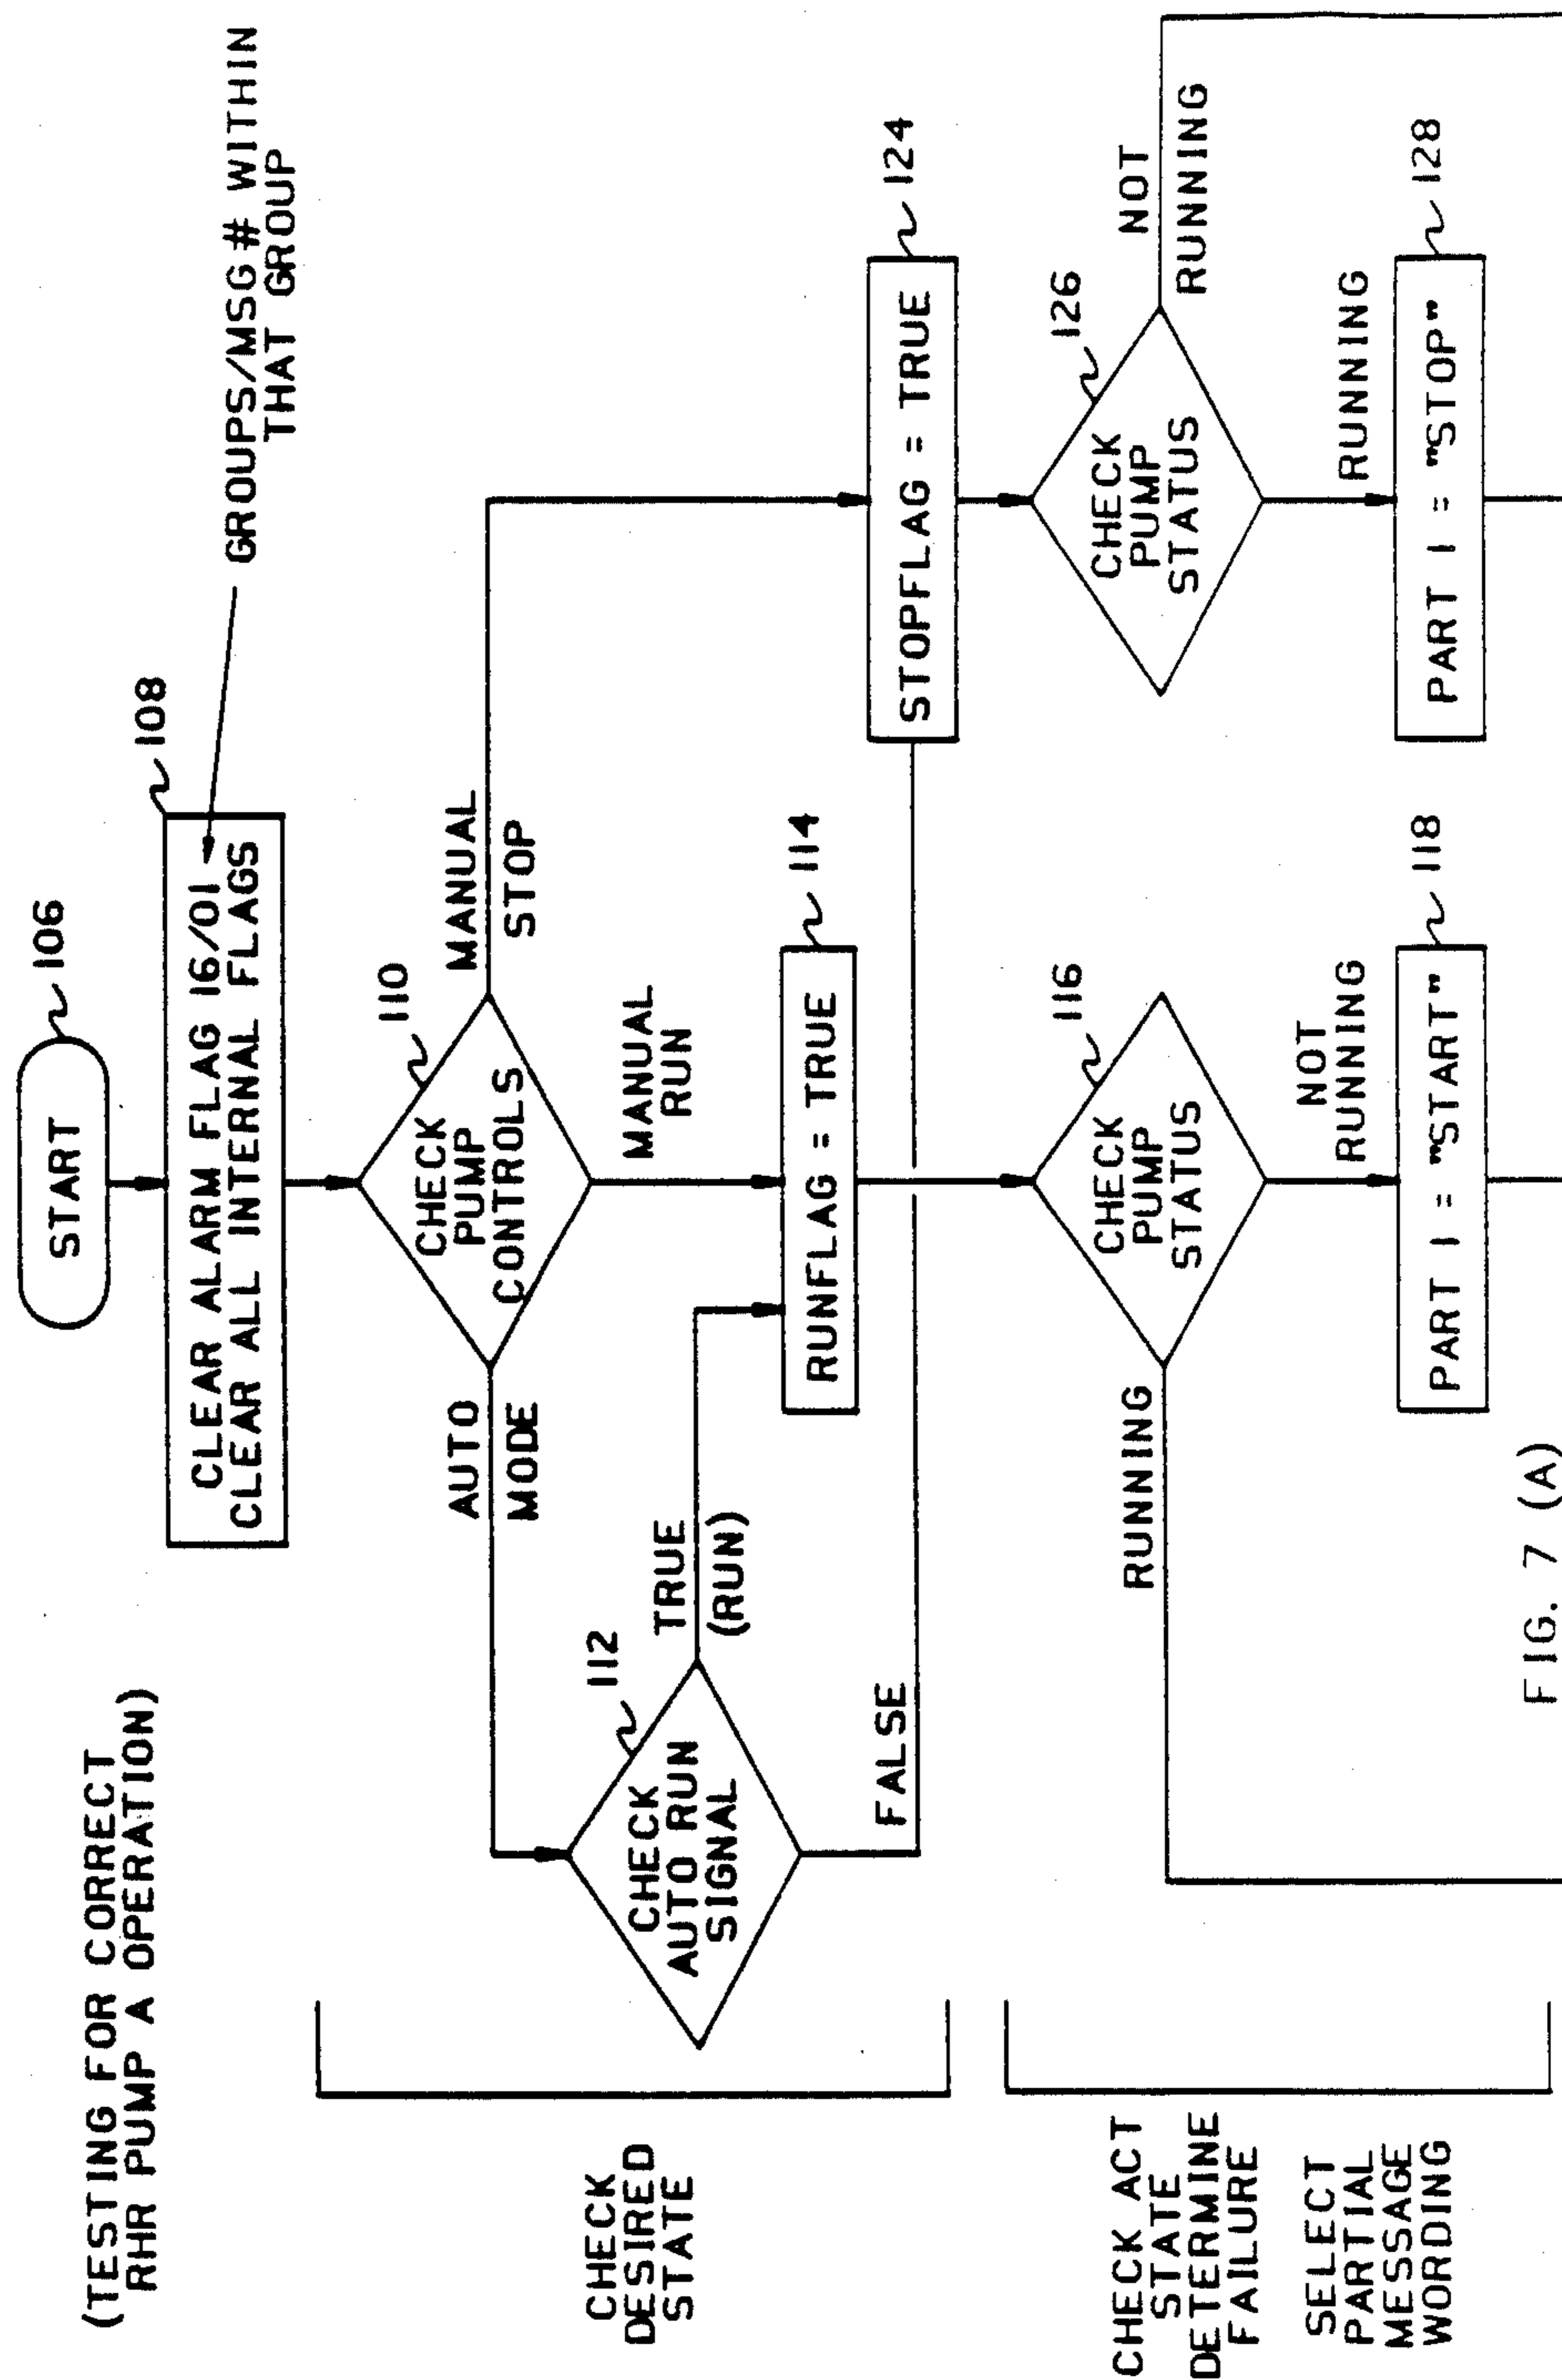 (TESTING FOR CORRECT
RHR PUMP A OPERATION)
START
106
108
CLEAR ALARM FLAG 16/01
CLEAR ALL INTERNAL FLAGS
GROUPS/MSG # WITHIN
THAT GROUP
CHECK
DESIRED
STATE
110
CHECK
PUMP
CONTROLS
AUTO
MODE
MANUAL
STOP
MANUAL
RUN
112
CHECK
AUTO RUN
SIGNAL
TRUE
(RUN)
FALSE
114
RUNFLAG = TRUE
124
STOPFLAG = TRUE
CHECK ACT
STATE
DETERMINE
FAILURE
116
CHECK
PUMP
STATUS
RUNNING
NOT
RUNNING
126
CHECK
PUMP
STATUS
NOT
RUNNING
RUNNING
SELECT
PARTIAL
MESSAGE
WORDING
118
PART 1 = "START"
128
PART 1 = "STOP"
FIG. 7 (A)